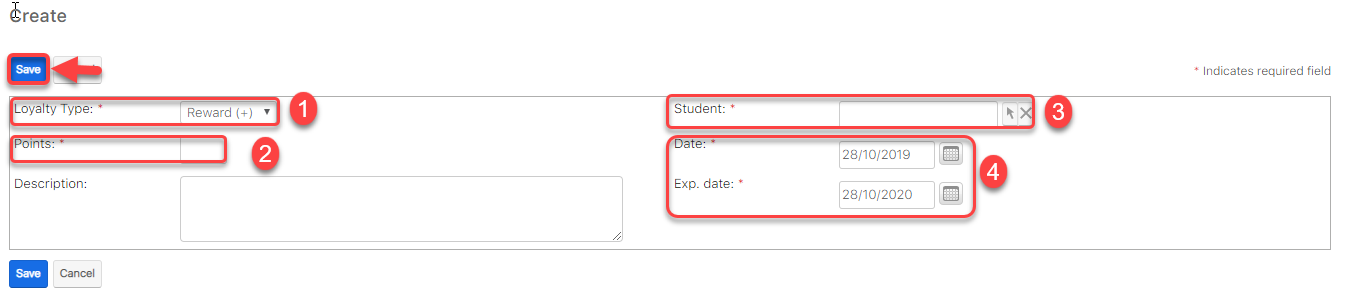 Create
Save
* Indicates required field
Loyalty Type: * Reward (+) 1 Student: * 3
Points: * 2 Date: * 28/10/2019
4
Description: Exp. date: * 28/10/2020
Save Cancel